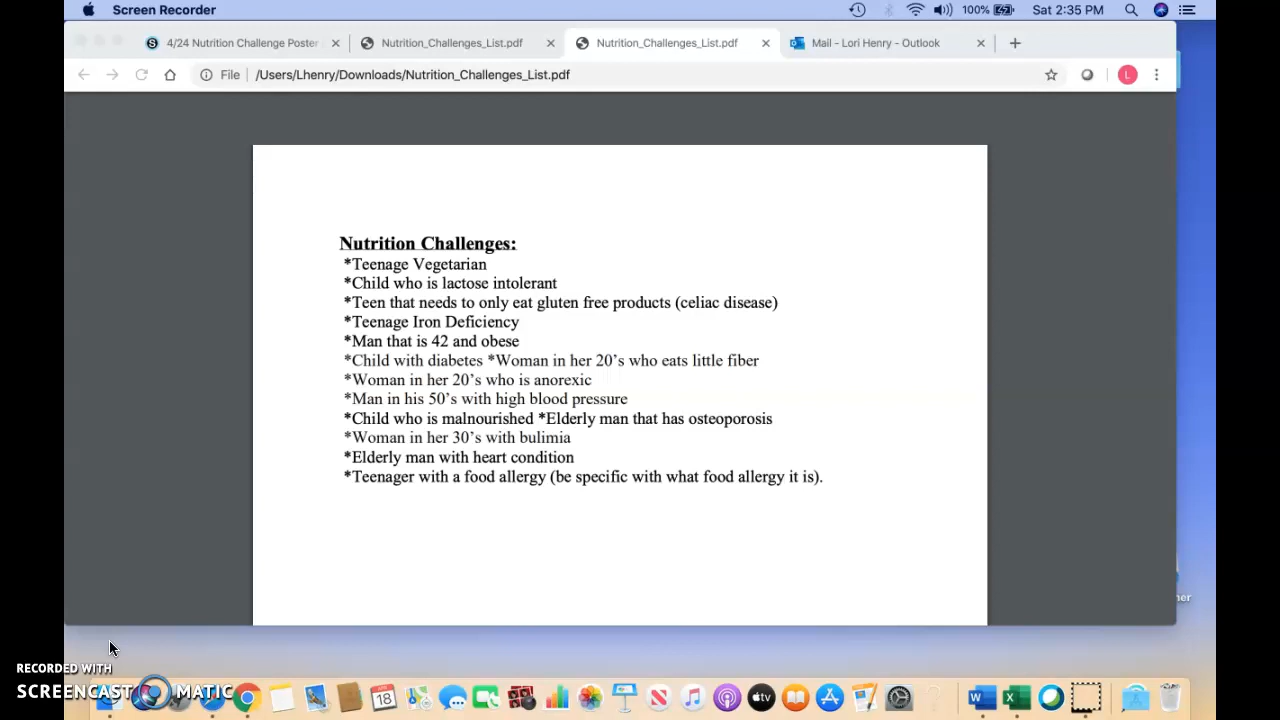 Screen Recorder
100%
Sat 2:35 PM
4/24 Nutrition Challenge Poster
Nutrition_Challenges_List.pdf
Nutrition_Challenges_List.pdf
Mail - Lori Henry - Outlook
File
/Users/Lhenry/Downloads/Nutrition_Challenges_List.pdf
L
Nutrition Challenges:
*Teenage Vegetarian
*Child who is lactose intolerant
*Teen that needs to only eat gluten free products (celiac disease)
*Teenage Iron Deficiency
*Man that is 42 and obese
*Child with diabetes *Woman in her 20's who eats little fiber
*Woman in her 20's who is anorexic
*Man in his 50's with high blood pressure
*Child who is malnourished *Elderly man that has osteoporosis
*Woman in her 30's with bulimia
*Elderly man with heart condition
*Teenager with a food allergy (be specific with what food allergy it is).
RECORDED WITH
SCREENCAST MATIC
18
tv